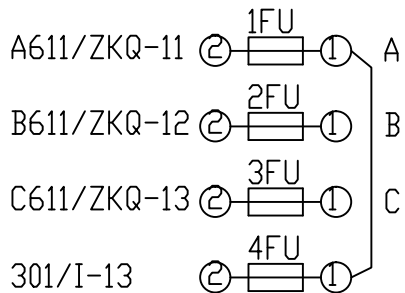 1FU
A611/ZKQ-11 2 1 A
2FU
B611/ZKQ-12 2 1 B
3FU
C611/ZKQ-13 2 1 C
4FU
301/I-13 2 1